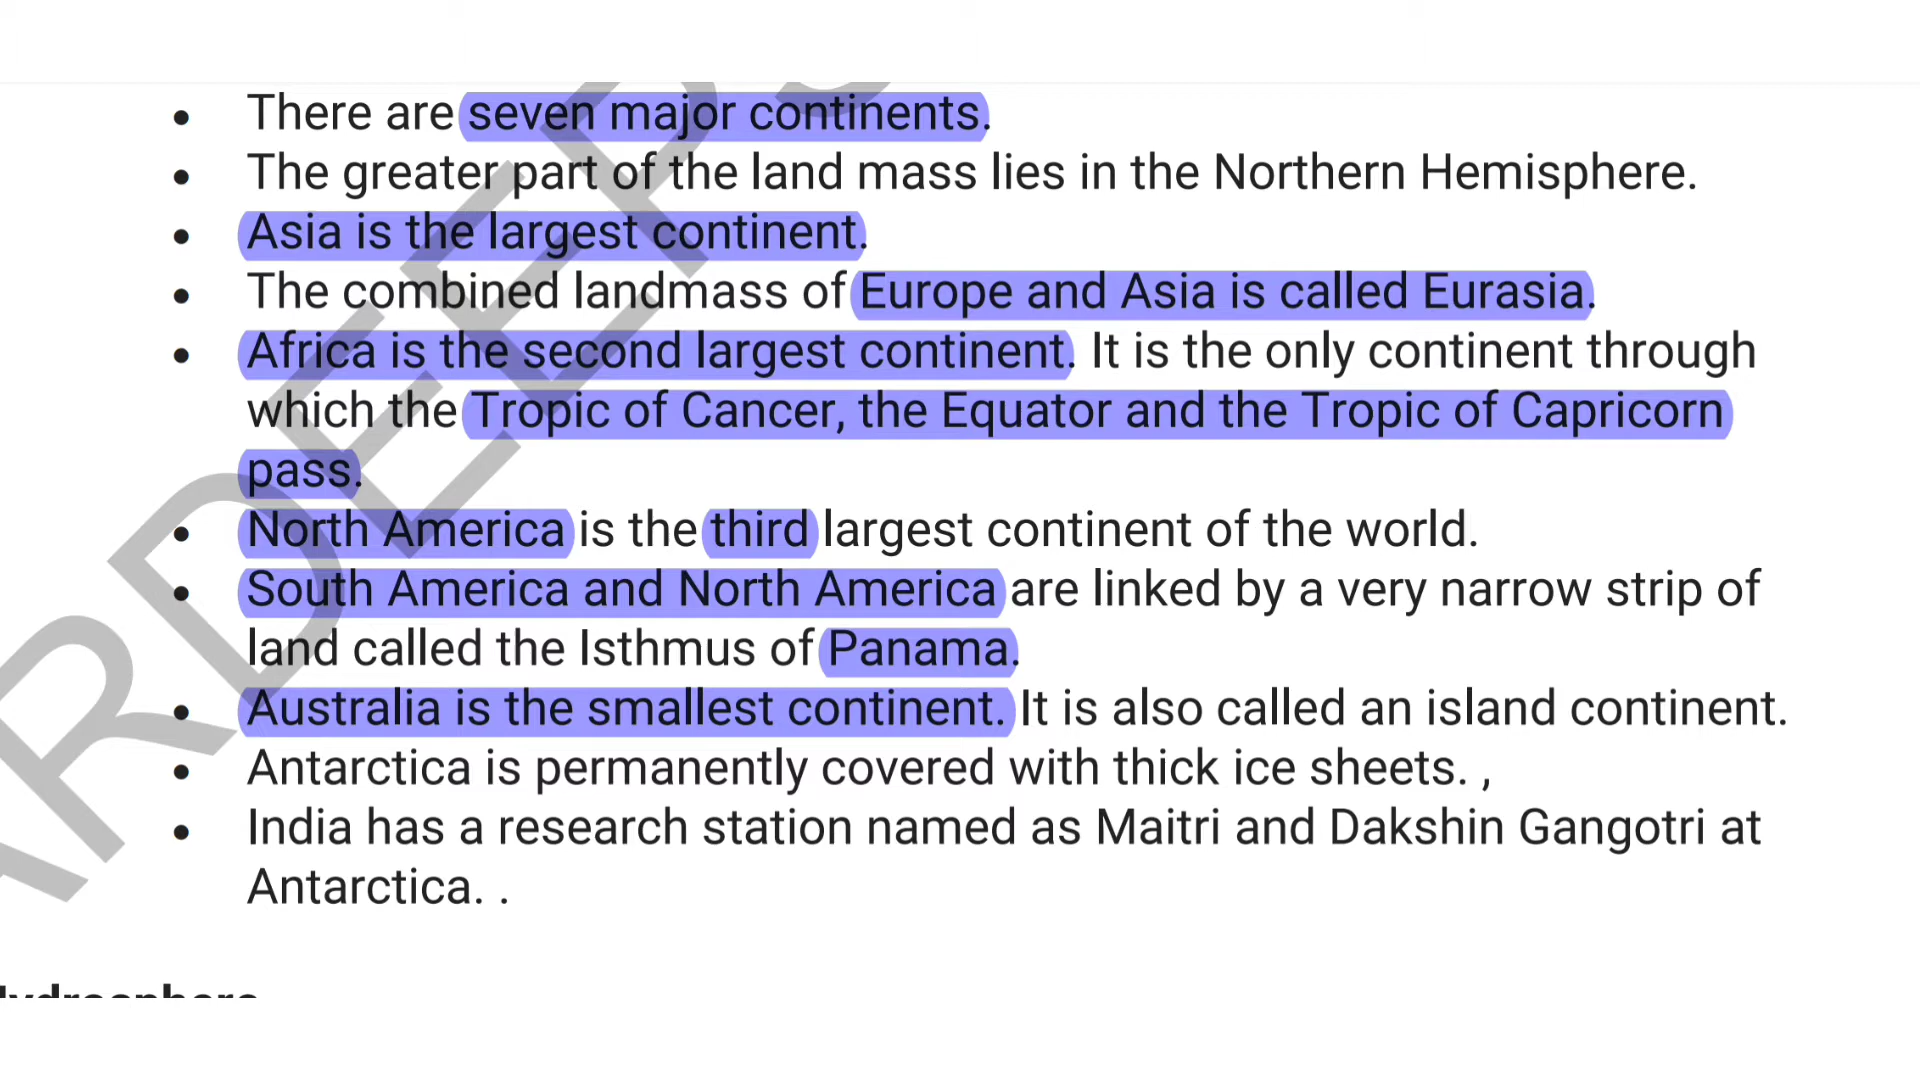 There are seven major continents.
The greater part of the land mass lies in the Northern Hemisphere.
Asia is the largest continent.
The combined landmass of Europe and Asia is called Eurasia.
Africa is the second largest continent. It is the only continent through
which the Tropic of Cancer, the Equator and the Tropic of Capricorn
pass.
North America is the third largest continent of the world.
South America and North America are linked by a very narrow strip of
land called the Isthmus of Panama.
Australia is the smallest continent. It is also called an island continent.
Antarctica is permanently covered with thick ice sheets. ,
India has a research station named as Maitri and Dakshin Gangotri at
Antarctica. .